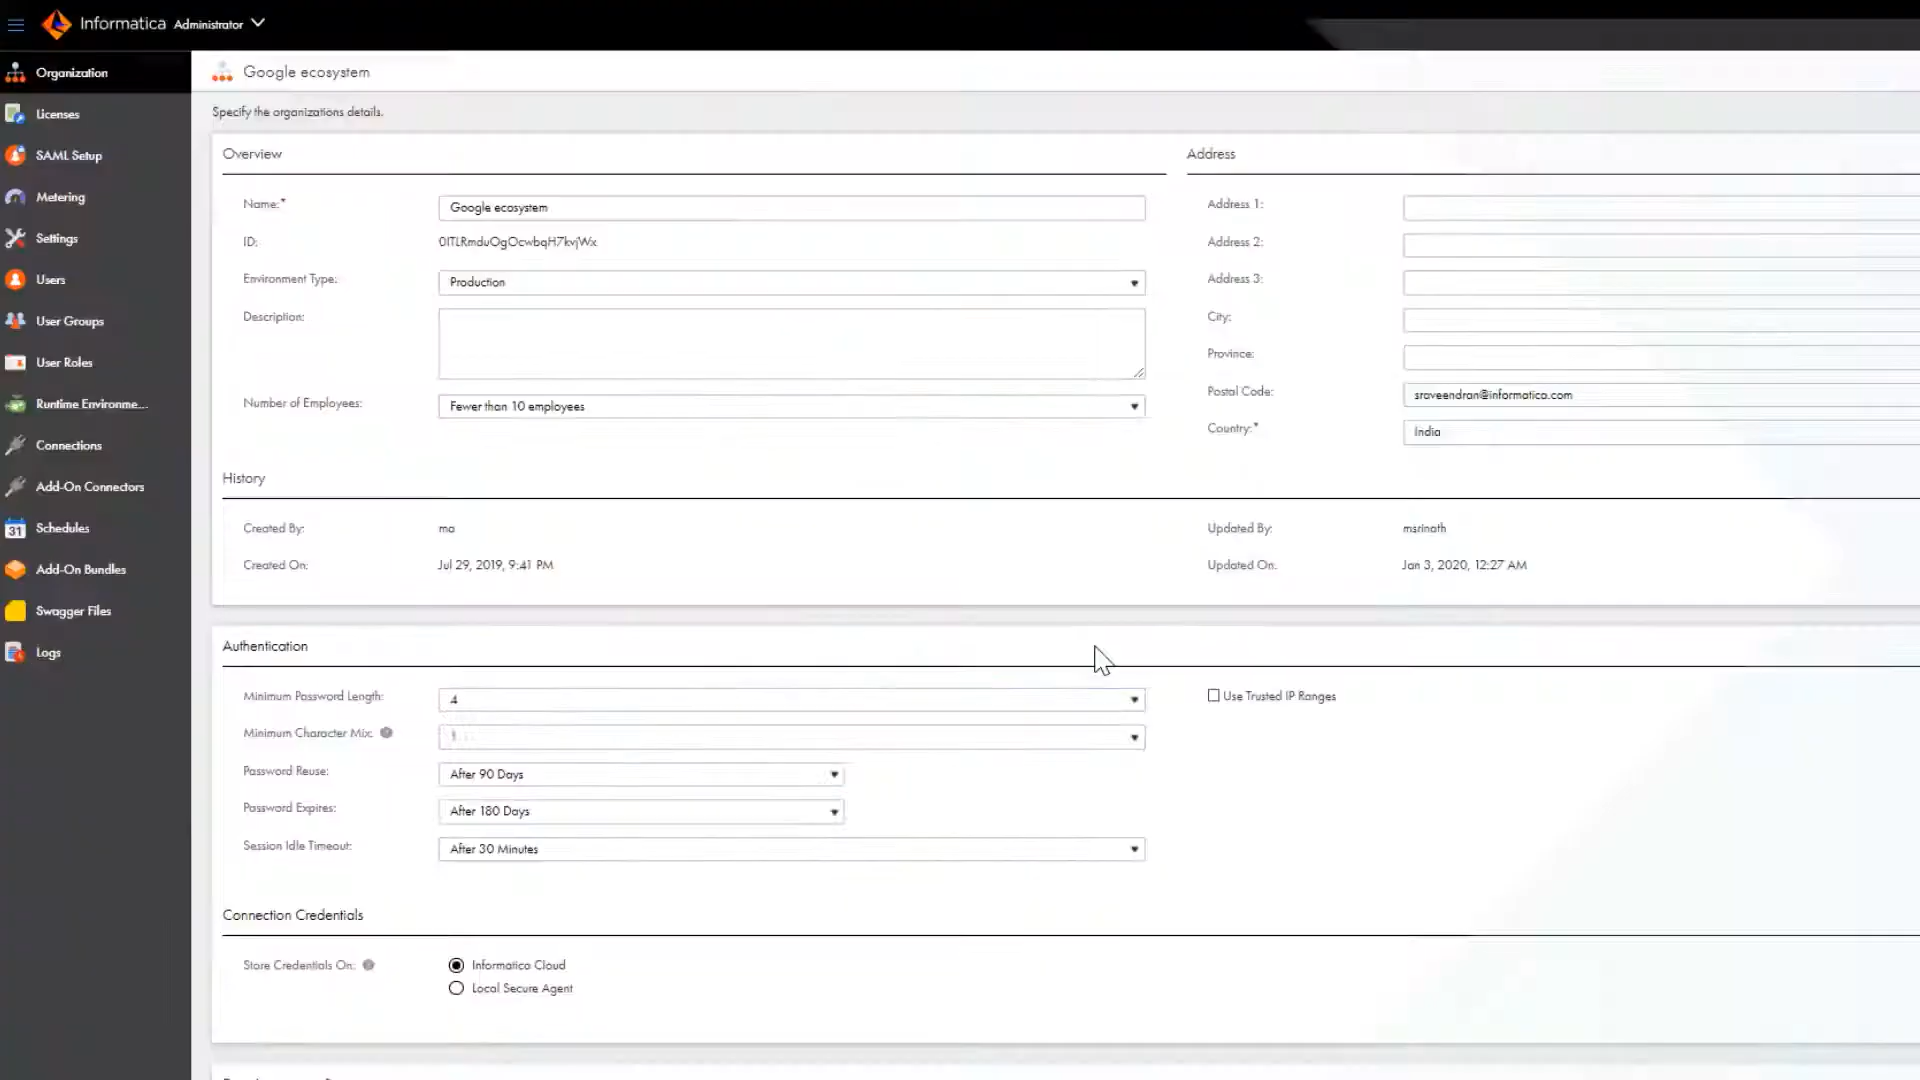 Informatica Administrator
Organization
Licenses
SAML Setup
Metering
Settings
Users
User Groups
User Roles
Runtime Environme...
Connections
Add-On Connectors
31 Schedules
Add-On Bundles
Swagger Files
Logs
Google ecosystem
Specify the organizations details.
Overview
Name:* Google ecosystem
ID:
Environment Type: Production
Description:
Number of Employees: Fewer than 10 employees
Address
Address 1:
Address 2:
Address 3:
City:
Province:
Postal Code: sraveendran@informatica.com
Country:* India
History
Created By: ma
Created On: Jul 29, 2019, 9:41 PM
Updated By: msrinath
Updated On: Jan 3, 2020, 12:27 AM
Authentication
Minimum Password Length: 4
Minimum Character Mix: 1
Password Reuse: After 90 Days
Password Expires: After 180 Days
Session Idle Timeout: After 30 Minutes
Use Trusted IP Ranges
Connection Credentials
Store Credentials On: Informatica Cloud
Local Secure Agent